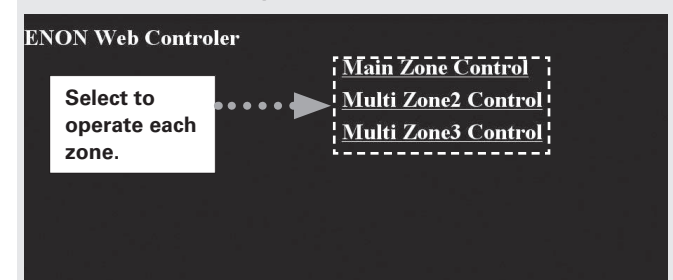 ENON Web Controler
Main Zone Control
Select to
operate each
zone.
Multi Zone2 Control
Multi Zone3 Control